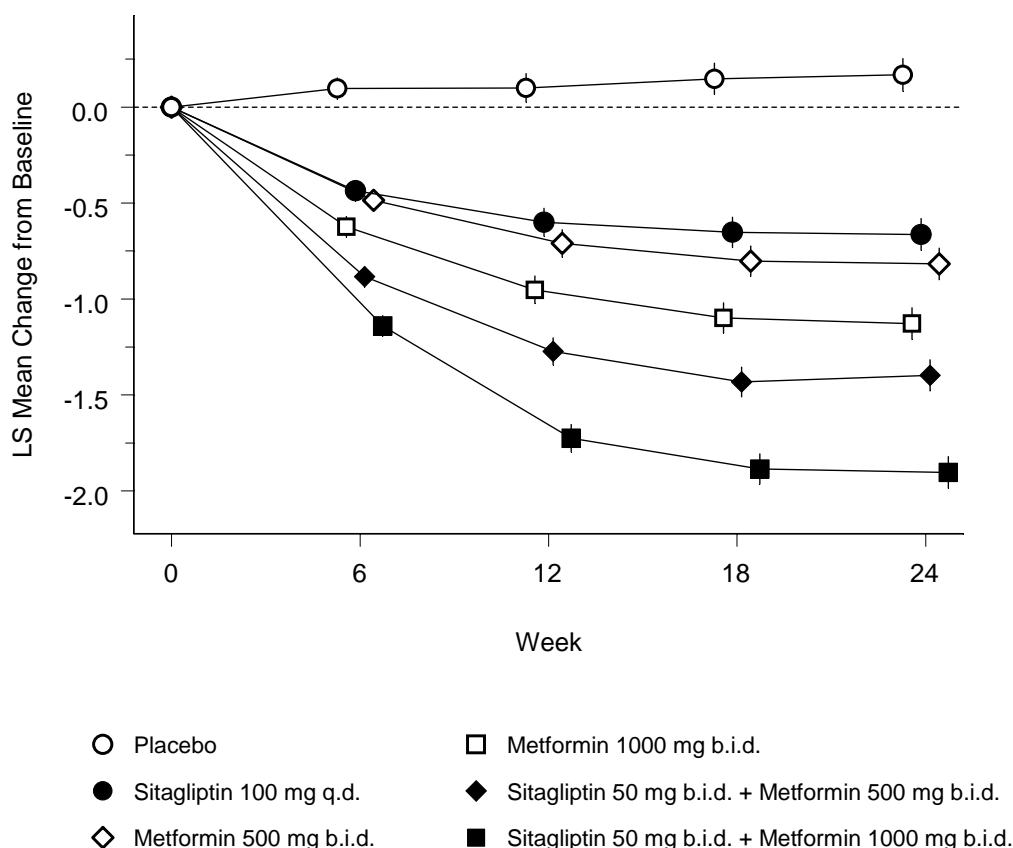 LS Mean Change from Baseline
0.0
-0.5
-1.0
-1.5
-2.0
0 6 12 18 24
Week
Placebo
Sitagliptin 100 mg q.d.
Metformin 500 mg b.i.d.
Metformin 1000 mg b.i.d.
Sitagliptin 50 mg b.i.d. + Metformin 500 mg b.i.d.
Sitagliptin 50 mg b.i.d. + Metformin 1000 mg b.i.d.